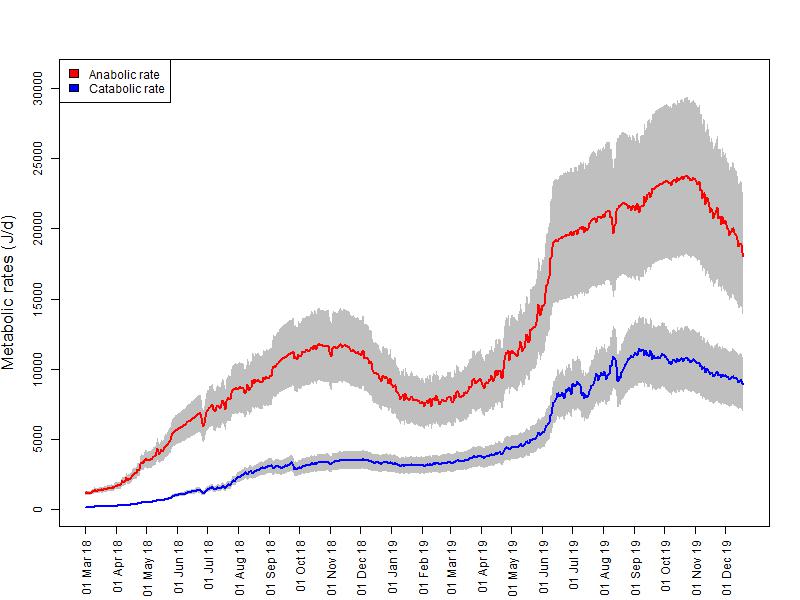 Anabolic rate
Catabolic rate
Metabolic rates (J/d)
30000
25000
20000
15000
10000
5000
0
01 Mar 18
01 Apr 18
01 May 18
01 Jun 18
01 Jul 18
01 Aug 18
01 Sep 18
01 Oct 18
01 Nov 18
01 Dec 18
01 Jan 19
01 Feb 19
01 Mar 19
01 Apr 19
01 May 19
01 Jun 19
01 Jul 19
01 Aug 19
01 Sep 19
01 Oct 19
01 Nov 19
01 Dec 19